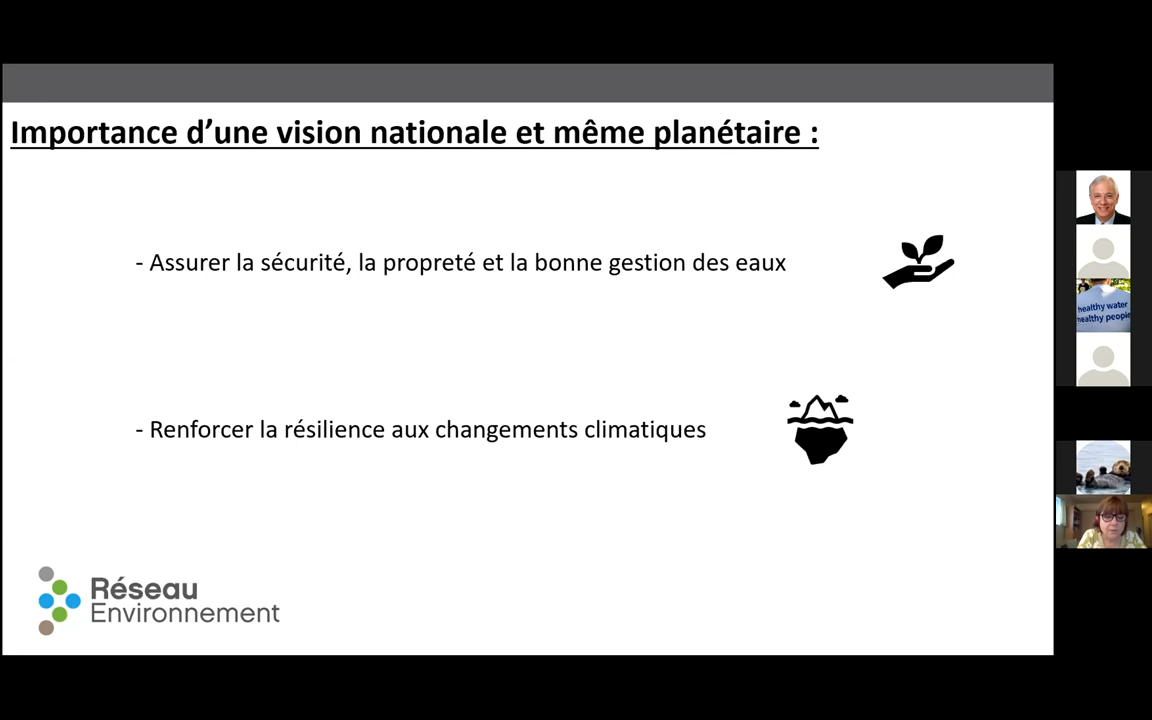 Importance d’une vision nationale et même planétaire :
- Assurer la sécurité, la propreté et la bonne gestion des eaux
healthy water
healthy people
- Renforcer la résilience aux changements climatiques
Réseau
Environnement